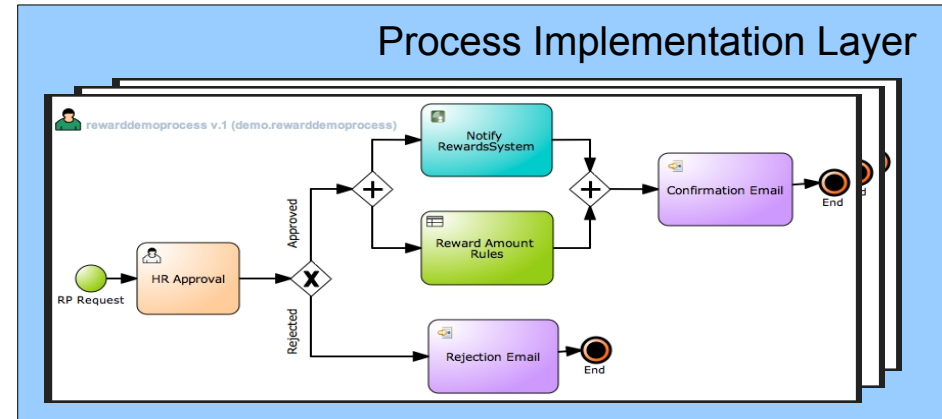 Process Implementation Layer
rewarddemoprocess v.1 (demo.rewarddemoprocess)
Notify
RewardsSystem
Confirmation Email
End
d
Approved
Reward Amount
Rules
HR Approval
RP Request
Rejected
Rejection Email
End